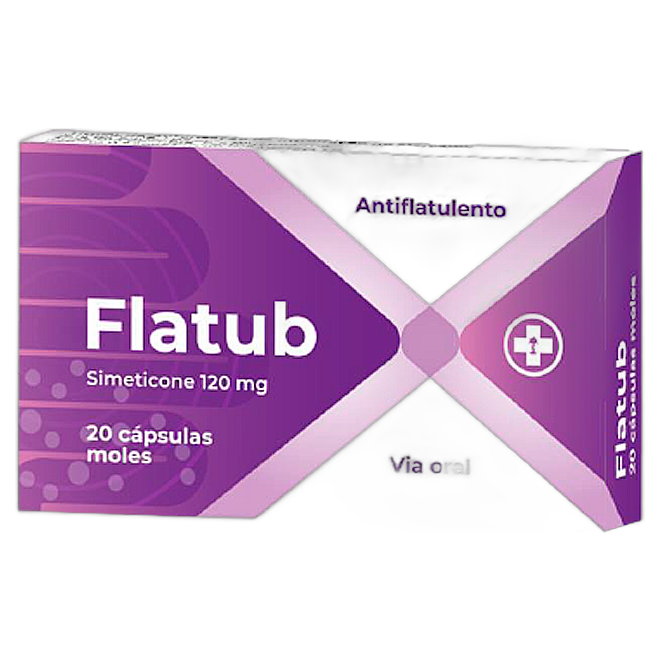 Antiflatulento
Flatub
Simeticone 120 mg
20 cápsulas
moles
Via oral
Flatub
20 cápsulas moles